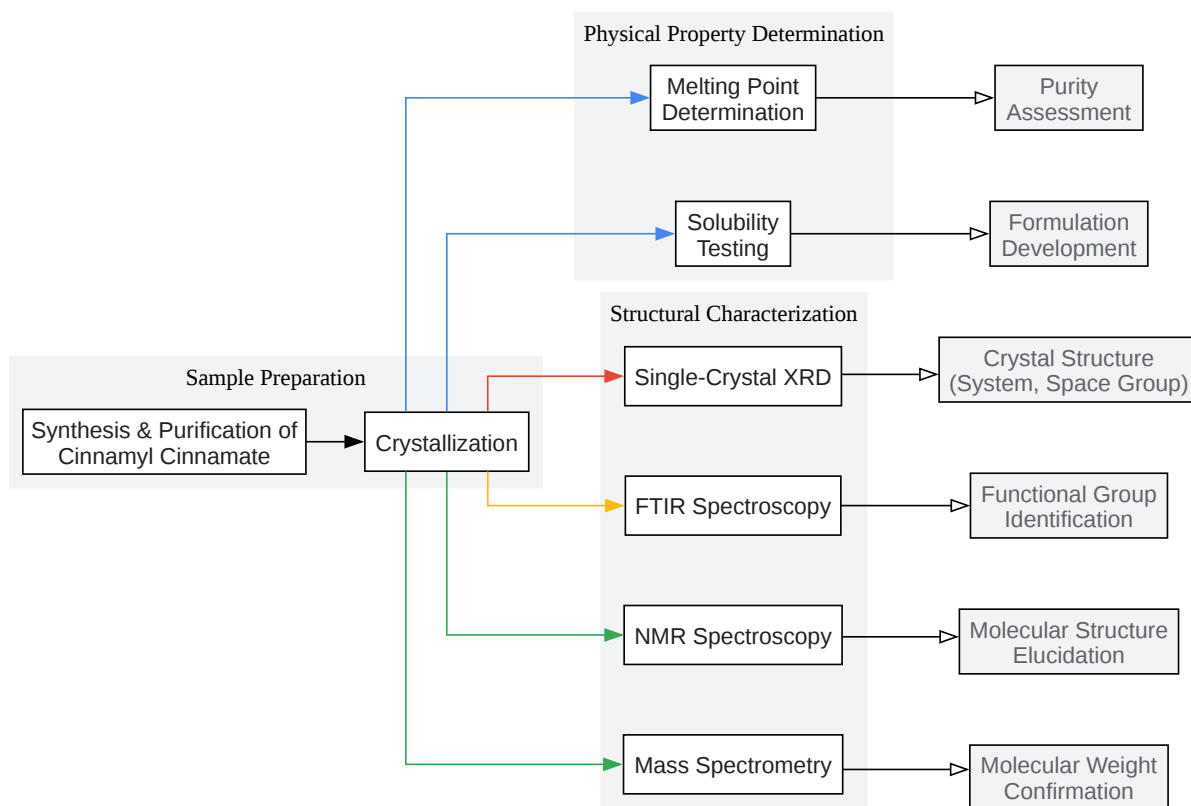 Physical Property Determination
Melting Point
Determination
Purity
Assessment
Solubility
Testing
Formulation
Development
Structural Characterization
Single-Crystal XRD
Crystal Structure
(System, Space Group)
Sample Preparation
Synthesis & Purification of
Cinnamyl Cinnamate
Crystallization
FTIR Spectroscopy
Functional Group
Identification
NMR Spectroscopy
Molecular Structure
Elucidation
Mass Spectrometry
Molecular Weight
Confirmation